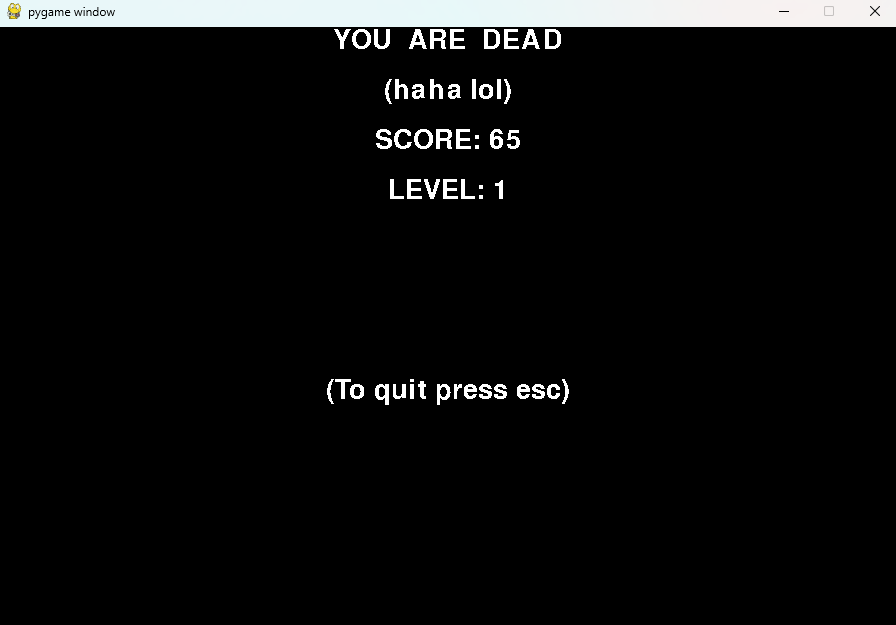 pygame window
YOU ARE DEAD
(haha lol)
SCORE: 65
LEVEL: 1
(To quit press esc)